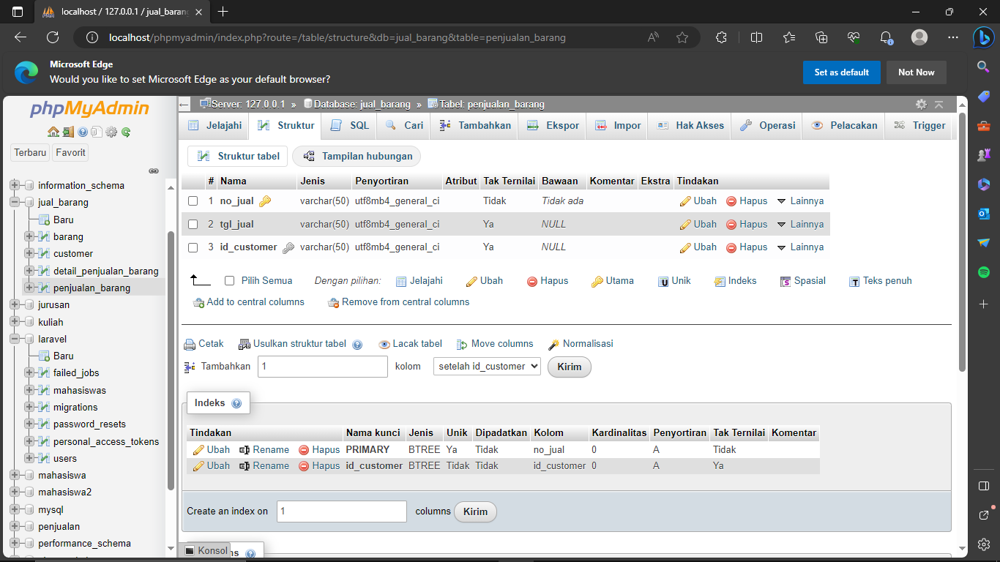 localhost / 127.0.0.1 / jual_barang
localhost/phpmyadmin/index.php?route=/table/structure&db=jual_barang&table=penjualan_barang
Microsoft Edge
Would you like to set Microsoft Edge as your default browser?
Set as default
Not Now
phpMyAdmin
Terbaru Favorit
information_schema
jual_barang
Baru
barang
customer
detail_penjualan_barang
penjualan_barang
jurusan
kuliah
laravel
Baru
failed_jobs
mahasiswas
migrations
password_resets
personal_access_tokens
users
mahasiswa
mahasiswa2
mysql
penjualan
performance_schema
Server: 127.0.0.1 » Database: jual_barang » Tabel: penjualan_barang
Jelajahi Struktur SQL Cari Tambahkan Ekspor Impor Hak Akses Operasi Pelacakan Trigger
Struktur tabel Tampilan hubungan
# Nama Jenis Penyortiran Atribut Tak Ternilai Bawaan Komentar Ekstra Tindakan
1 no_jual varchar(50) utf8mb4_general_ci Tidak Tidak ada Ubah Hapus Lainnya
2 tgl_jual varchar(50) utf8mb4_general_ci Ya NULL Ubah Hapus Lainnya
3 id_customer varchar(50) utf8mb4_general_ci Ya NULL Ubah Hapus Lainnya
Pilih Semua Dengan pilihan: Jelajahi Ubah Hapus Utama Unik Indeks Spasial Teks penuh
Add to central columns Remove from central columns
Cetak Usulkan struktur tabel Lacak tabel Move columns Normalisasi
Tambahkan 1 kolom setelah id_customer Kirim
Indeks
Tindakan Nama kunci Jenis Unik Dipadatkan Kolom Kardinalitas Penyortiran Tak Ternilai Komentar
Ubah Rename Hapus PRIMARY BTREE Ya Tidak no_jual 0 A Tidak
Ubah Rename Hapus id_customer BTREE Tidak Tidak id_customer 0 A Ya
Create an index on 1 columns Kirim
Konsol